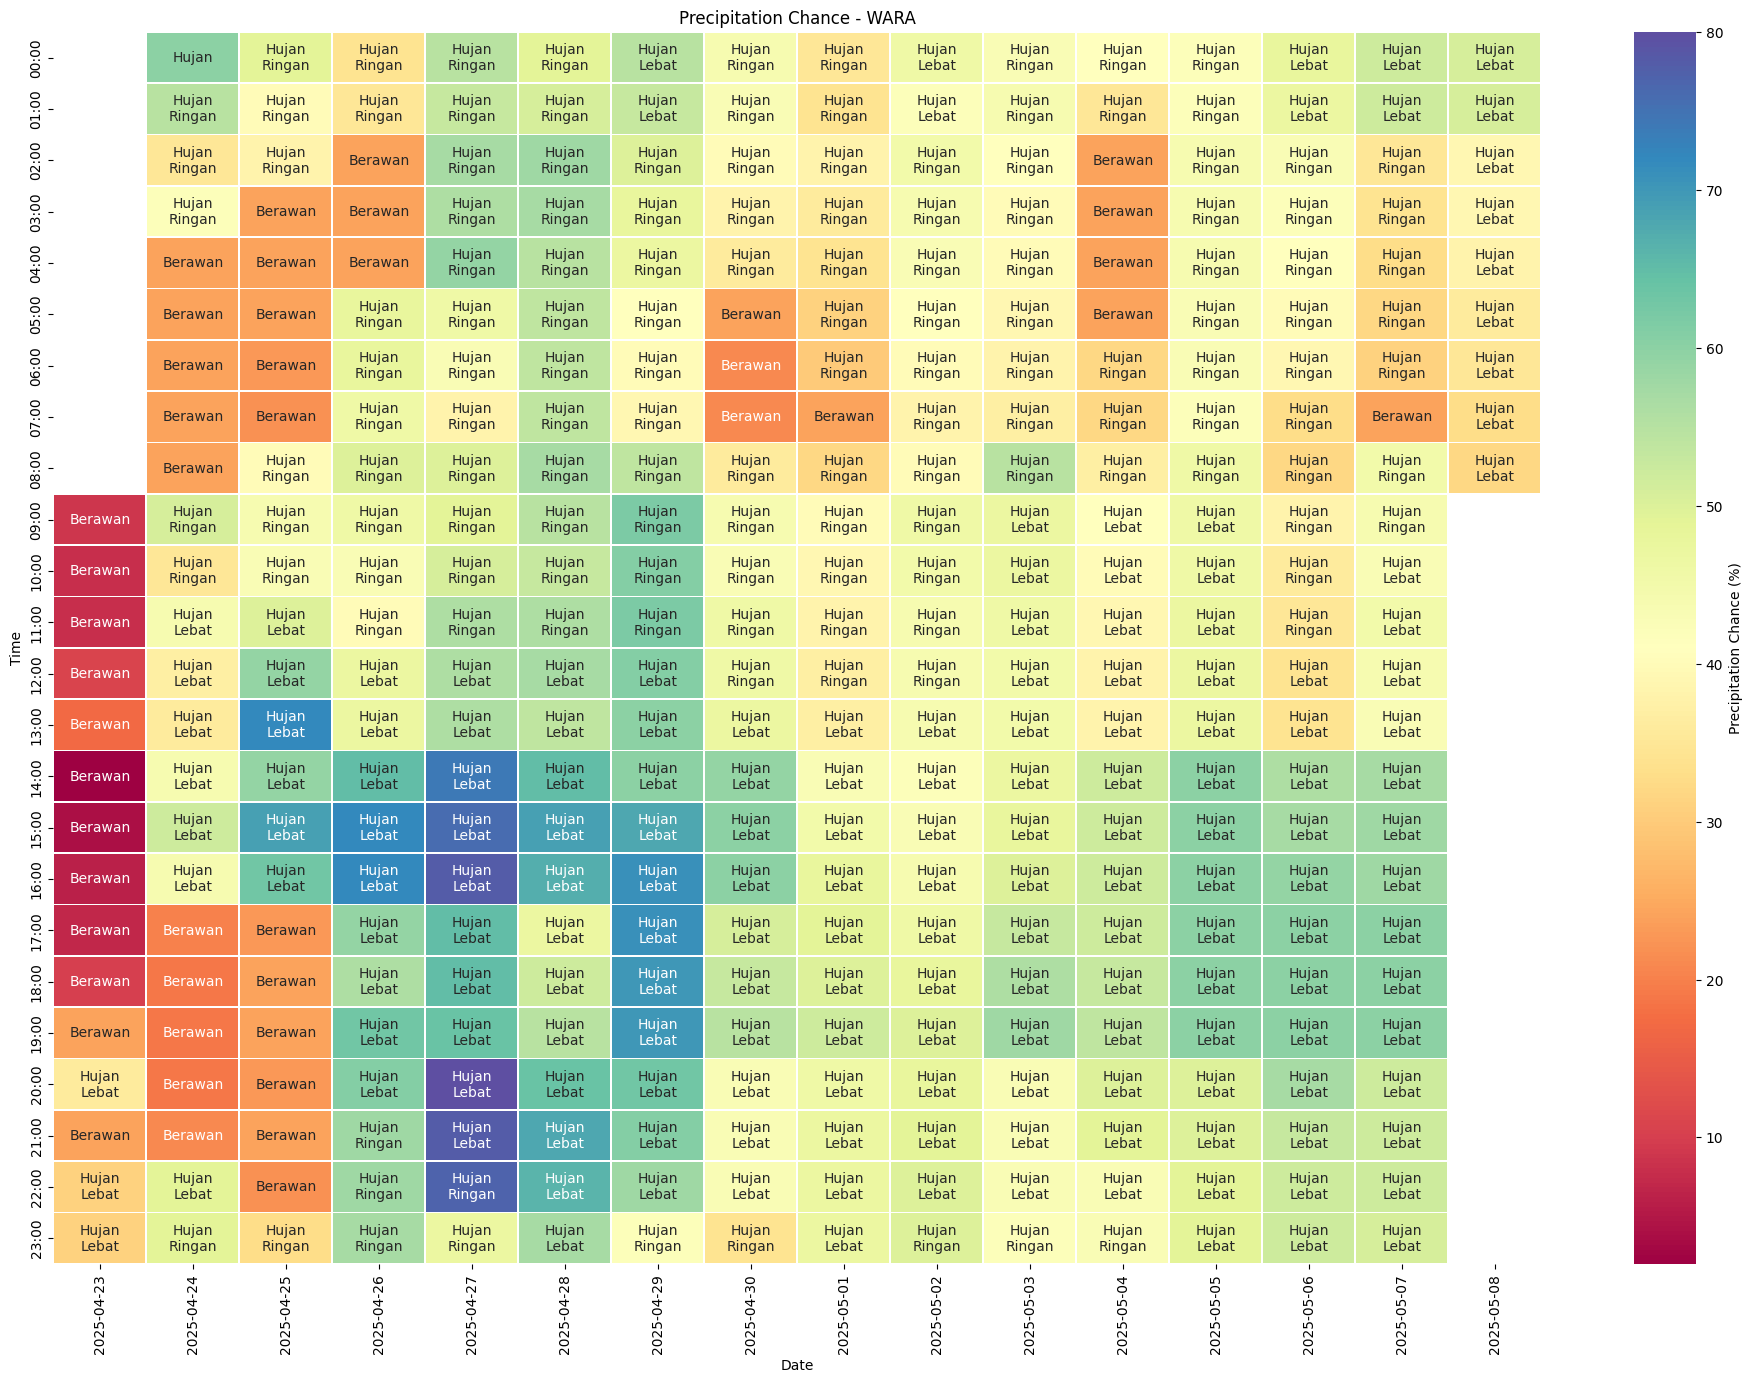 Precipitation Chance - WARA
00:00 Hujan Hujan Ringan Hujan Ringan Hujan Ringan Hujan Ringan Hujan Lebat Hujan Ringan Hujan Ringan Hujan Lebat Hujan Ringan Hujan Ringan Hujan Ringan Hujan Lebat Hujan Lebat Hujan Lebat
01:00 Hujan Ringan Hujan Ringan Hujan Ringan Hujan Ringan Hujan Ringan Hujan Lebat Hujan Ringan Hujan Ringan Hujan Lebat Hujan Ringan Hujan Ringan Hujan Ringan Hujan Lebat Hujan Lebat Hujan Lebat
02:00 Hujan Ringan Hujan Ringan Berawan Hujan Ringan Hujan Ringan Hujan Ringan Hujan Ringan Hujan Ringan Hujan Ringan Hujan Ringan Berawan Hujan Ringan Hujan Ringan Hujan Ringan Hujan Lebat
03:00 Hujan Ringan Berawan Berawan Hujan Ringan Hujan Ringan Hujan Ringan Hujan Ringan Hujan Ringan Hujan Ringan Hujan Ringan Berawan Hujan Ringan Hujan Ringan Hujan Ringan Hujan Lebat
04:00 Berawan Berawan Berawan Hujan Ringan Hujan Ringan Hujan Ringan Hujan Ringan Hujan Ringan Hujan Ringan Hujan Ringan Berawan Hujan Ringan Hujan Ringan Hujan Ringan Hujan Lebat
05:00 Berawan Berawan Hujan Ringan Hujan Ringan Hujan Ringan Hujan Ringan Berawan Hujan Ringan Hujan Ringan Hujan Ringan Berawan Hujan Ringan Hujan Ringan Hujan Ringan Hujan Lebat
06:00 Berawan Berawan Hujan Ringan Hujan Ringan Hujan Ringan Hujan Ringan Berawan Hujan Ringan Hujan Ringan Hujan Ringan Hujan Ringan Hujan Ringan Hujan Ringan Hujan Ringan Hujan Lebat
07:00 Berawan Berawan Hujan Ringan Hujan Ringan Hujan Ringan Hujan Ringan Berawan Berawan Hujan Ringan Hujan Ringan Hujan Ringan Hujan Ringan Hujan Ringan Berawan Hujan Lebat
08:00 Berawan Hujan Ringan Hujan Ringan Hujan Ringan Hujan Ringan Hujan Ringan Hujan Ringan Hujan Ringan Hujan Ringan Hujan Ringan Hujan Ringan Hujan Ringan Hujan Ringan Hujan Ringan Hujan Lebat
09:00 Berawan Hujan Ringan Hujan Ringan Hujan Ringan Hujan Ringan Hujan Ringan Hujan Ringan Hujan Ringan Hujan Ringan Hujan Ringan Hujan Lebat Hujan Lebat Hujan Lebat Hujan Ringan Hujan Ringan
10:00 Berawan Hujan Ringan Hujan Ringan Hujan Ringan Hujan Ringan Hujan Ringan Hujan Ringan Hujan Ringan Hujan Ringan Hujan Ringan Hujan Lebat Hujan Lebat Hujan Lebat Hujan Ringan Hujan Lebat
11:00 Berawan Hujan Lebat Hujan Lebat Hujan Ringan Hujan Ringan Hujan Ringan Hujan Ringan Hujan Ringan Hujan Ringan Hujan Ringan Hujan Lebat Hujan Lebat Hujan Lebat Hujan Ringan Hujan Lebat
12:00 Berawan Hujan Lebat Hujan Lebat Hujan Lebat Hujan Lebat Hujan Lebat Hujan Lebat Hujan Ringan Hujan Ringan Hujan Ringan Hujan Lebat Hujan Lebat Hujan Lebat Hujan Lebat Hujan Lebat
13:00 Berawan Hujan Lebat Hujan Lebat Hujan Lebat Hujan Lebat Hujan Lebat Hujan Lebat Hujan Lebat Hujan Lebat Hujan Lebat Hujan Lebat Hujan Lebat Hujan Lebat Hujan Lebat Hujan Lebat
14:00 Berawan Hujan Lebat Hujan Lebat Hujan Lebat Hujan Lebat Hujan Lebat Hujan Lebat Hujan Lebat Hujan Lebat Hujan Lebat Hujan Lebat Hujan Lebat Hujan Lebat Hujan Lebat Hujan Lebat
15:00 Berawan Hujan Lebat Hujan Lebat Hujan Lebat Hujan Lebat Hujan Lebat Hujan Lebat Hujan Lebat Hujan Lebat Hujan Lebat Hujan Lebat Hujan Lebat Hujan Lebat Hujan Lebat Hujan Lebat
16:00 Berawan Hujan Lebat Hujan Lebat Hujan Lebat Hujan Lebat Hujan Lebat Hujan Lebat Hujan Lebat Hujan Lebat Hujan Lebat Hujan Lebat Hujan Lebat Hujan Lebat Hujan Lebat Hujan Lebat
17:00 Berawan Berawan Berawan Hujan Lebat Hujan Lebat Hujan Lebat Hujan Lebat Hujan Lebat Hujan Lebat Hujan Lebat Hujan Lebat Hujan Lebat Hujan Lebat Hujan Lebat Hujan Lebat
18:00 Berawan Berawan Berawan Hujan Lebat Hujan Lebat Hujan Lebat Hujan Lebat Hujan Lebat Hujan Lebat Hujan Lebat Hujan Lebat Hujan Lebat Hujan Lebat Hujan Lebat Hujan Lebat
19:00 Berawan Berawan Berawan Hujan Lebat Hujan Lebat Hujan Lebat Hujan Lebat Hujan Lebat Hujan Lebat Hujan Lebat Hujan Lebat Hujan Lebat Hujan Lebat Hujan Lebat Hujan Lebat
20:00 Hujan Lebat Berawan Berawan Hujan Lebat Hujan Lebat Hujan Lebat Hujan Lebat Hujan Lebat Hujan Lebat Hujan Lebat Hujan Lebat Hujan Lebat Hujan Lebat Hujan Lebat Hujan Lebat
21:00 Berawan Berawan Berawan Hujan Ringan Hujan Lebat Hujan Lebat Hujan Lebat Hujan Lebat Hujan Lebat Hujan Lebat Hujan Lebat Hujan Lebat Hujan Lebat Hujan Lebat Hujan Lebat
22:00 Hujan Lebat Hujan Lebat Berawan Hujan Ringan Hujan Ringan Hujan Lebat Hujan Lebat Hujan Lebat Hujan Lebat Hujan Lebat Hujan Lebat Hujan Lebat Hujan Lebat Hujan Lebat Hujan Lebat
23:00 Hujan Lebat Hujan Ringan Hujan Ringan Hujan Ringan Hujan Ringan Hujan Lebat Hujan Ringan Hujan Ringan Hujan Lebat Hujan Ringan Hujan Ringan Hujan Ringan Hujan Lebat Hujan Lebat Hujan Lebat
Time
2025-04-23 2025-04-24 2025-04-25 2025-04-26 2025-04-27 2025-04-28 2025-04-29 2025-04-30 2025-05-01 2025-05-02 2025-05-03 2025-05-04 2025-05-05 2025-05-06 2025-05-07 2025-05-08
Date
80
70
60
50
40
30
20
10
Precipitation Chance (%)